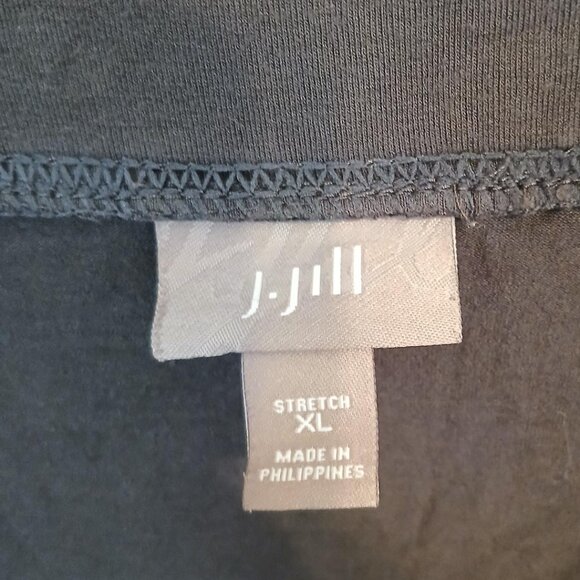 J.Jill
STRETCH
XL
MADE IN
PHILIPPINES